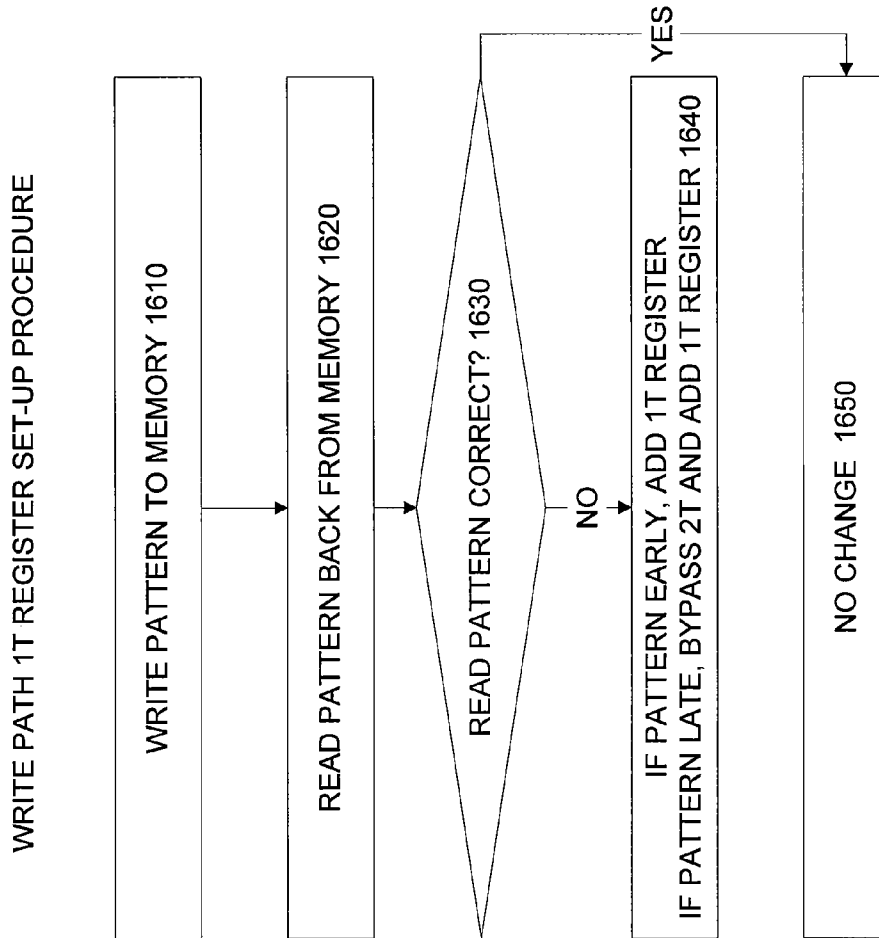 WRITE PATH 1T REGISTER SET-UP PROCEDURE
WRITE PATTERN TO MEMORY 1610
READ PATTERN BACK FROM MEMORY 1620
READ PATTERN CORRECT? 1630
YES
NO
IF PATTERN EARLY, ADD 1T REGISTER
IF PATTERN LATE, BYPASS 2T AND ADD 1T REGISTER 1640
NO CHANGE 1650